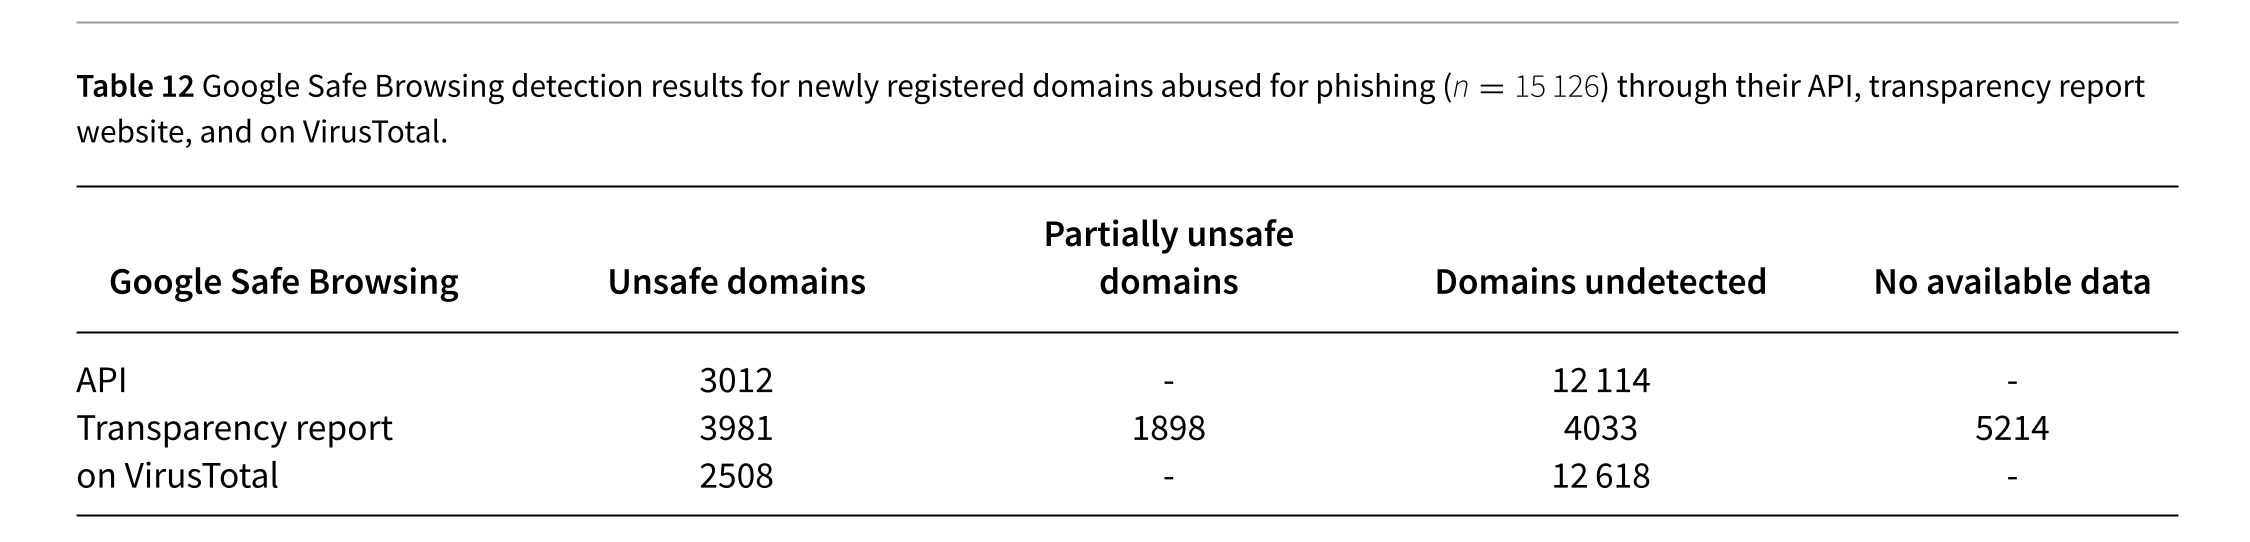 Table 12 Google Safe Browsing detection results for newly registered domains abused for phishing (n = 15 126) through their API, transparency report
website, and on VirusTotal.
Partially unsafe
Google Safe Browsing Unsafe domains domains Domains undetected No available data
API 3012 - 12 114 -
Transparency report 3981 1898 4033 5214
on VirusTotal 2508 - 12 618 -